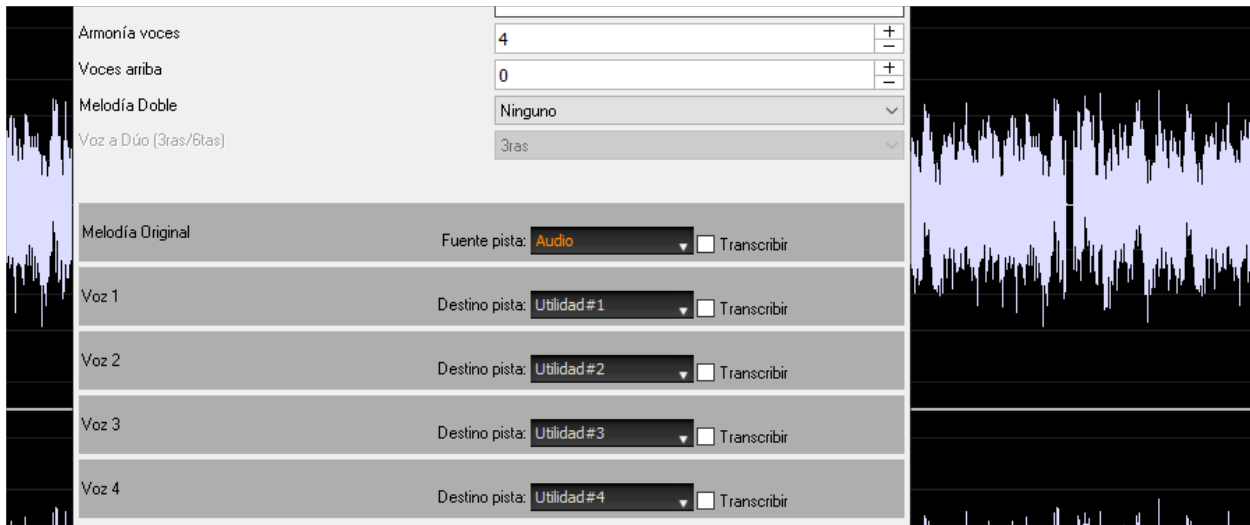 Armonía voces 4 + −
Voces arriba 0 + −
Melodía Doble Ninguno
Voz a Dúo (3ras/6tas) 3ras
Melodía Original Fuente pista: Audio Transcribir
Voz 1 Destino pista: Utilidad#1 Transcribir
Voz 2 Destino pista: Utilidad#2 Transcribir
Voz 3 Destino pista: Utilidad#3 Transcribir
Voz 4 Destino pista: Utilidad#4 Transcribir